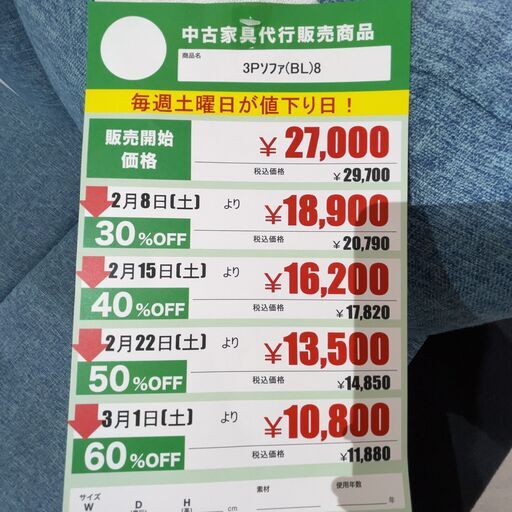 中古家具代行販売商品
商品名
3Pソファ(BL)8
毎週土曜日が値下り日！
販売開始
価格
￥27,000
税込価格 ￥29,700
2月8日(土) より
30%OFF
￥18,900
税込価格 ￥20,790
2月15日(土) より
40%OFF
￥16,200
税込価格 ￥17,820
2月22日(土) より
50%OFF
￥13,500
税込価格 ￥14,850
3月1日(土) より
60%OFF
￥10,800
税込価格 ￥11,880
サイズ 素材 使用年数
W D H cm 年